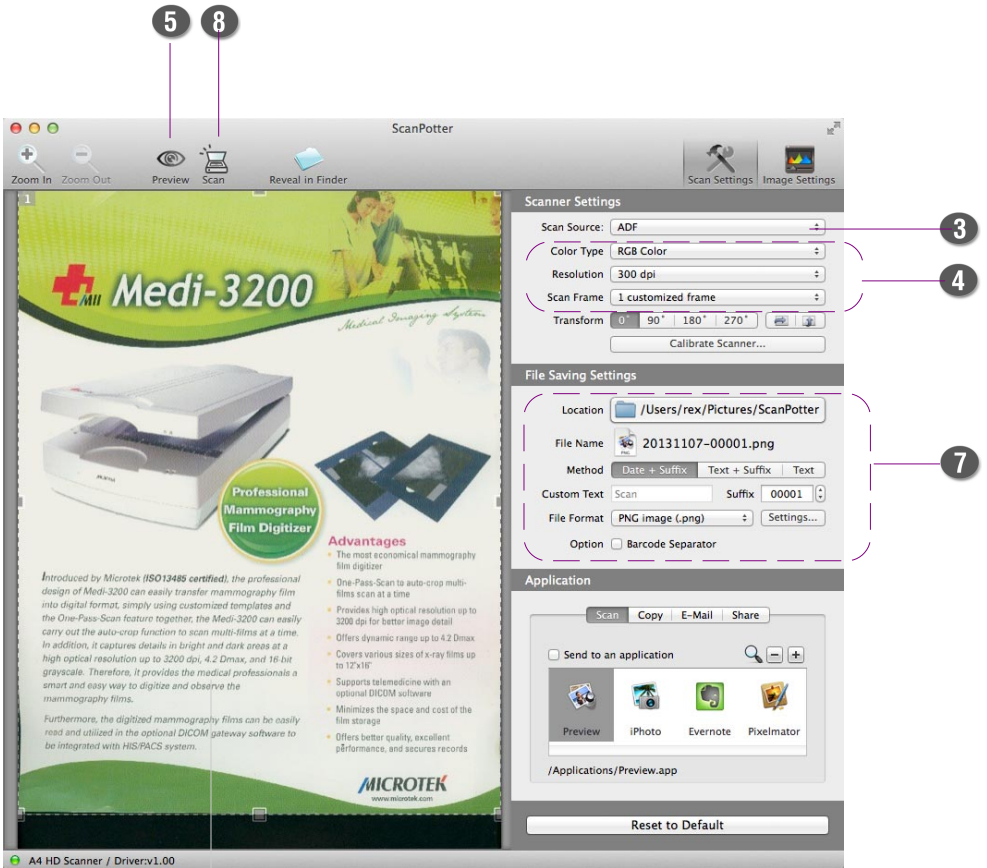 5 8
ScanPotter
Zoom In Zoom Out Preview Scan Reveal in Finder Scan Settings Image Settings
1
MII
Medi-3200
Medical Imaging System
Professional
Mammography
Film Digitizer
Advantages
The most economical mammography
film digitizer
One-Pass-Scan to auto-crop multi-
films scan at a time
Provides high optical resolution up to
3200 dpi for better image detail
Offers dynamic range up to 4.2 Dmax
Covers various sizes of x-ray films up
to 12"x16"
Supports telemedicine with an
optional DICOM software
Minimizes the space and cost of the
film storage
Offers better quality, excellent
performance, and secures records
Introduced by Microtek (ISO13485 certified), the professional
design of Medi-3200 can easily transfer mammography film
into digital format, simply using customized templates and
the One-Pass-Scan feature together, the Medi-3200 can easily
carry out the auto-crop function to scan multi-films at a time.
In addition, it captures details in bright and dark areas at a
high optical resolution up to 3200 dpi, 4.2 Dmax, and 16-bit
grayscale. Therefore, it provides the medical professionals a
smart and easy way to digitize and observe the
mammography films.
Furthermore, the digitized mammography films can be easily
read and utilized in the optional DICOM gateway software to
be integrated with HIS/PACS system.
MICROTEK
www.microtek.com
Scanner Settings
Scan Source: ADF
3
Color Type RGB Color
Resolution 300 dpi
4
Scan Frame 1 customized frame
Transform 0° 90° 180° 270°
Calibrate Scanner...
File Saving Settings
Location /Users/rex/Pictures/ScanPotter
File Name PNG 20131107-00001.png
Method Date + Suffix Text + Suffix Text
7
Custom Text Scan Suffix 00001
File Format PNG image (.png) Settings...
Option Barcode Separator
Application
Scan Copy E-Mail Share
Send to an application
Preview iPhoto Evernote Pixelmator
/Applications/Preview.app
Reset to Default
A4 HD Scanner / Driver:v1.00